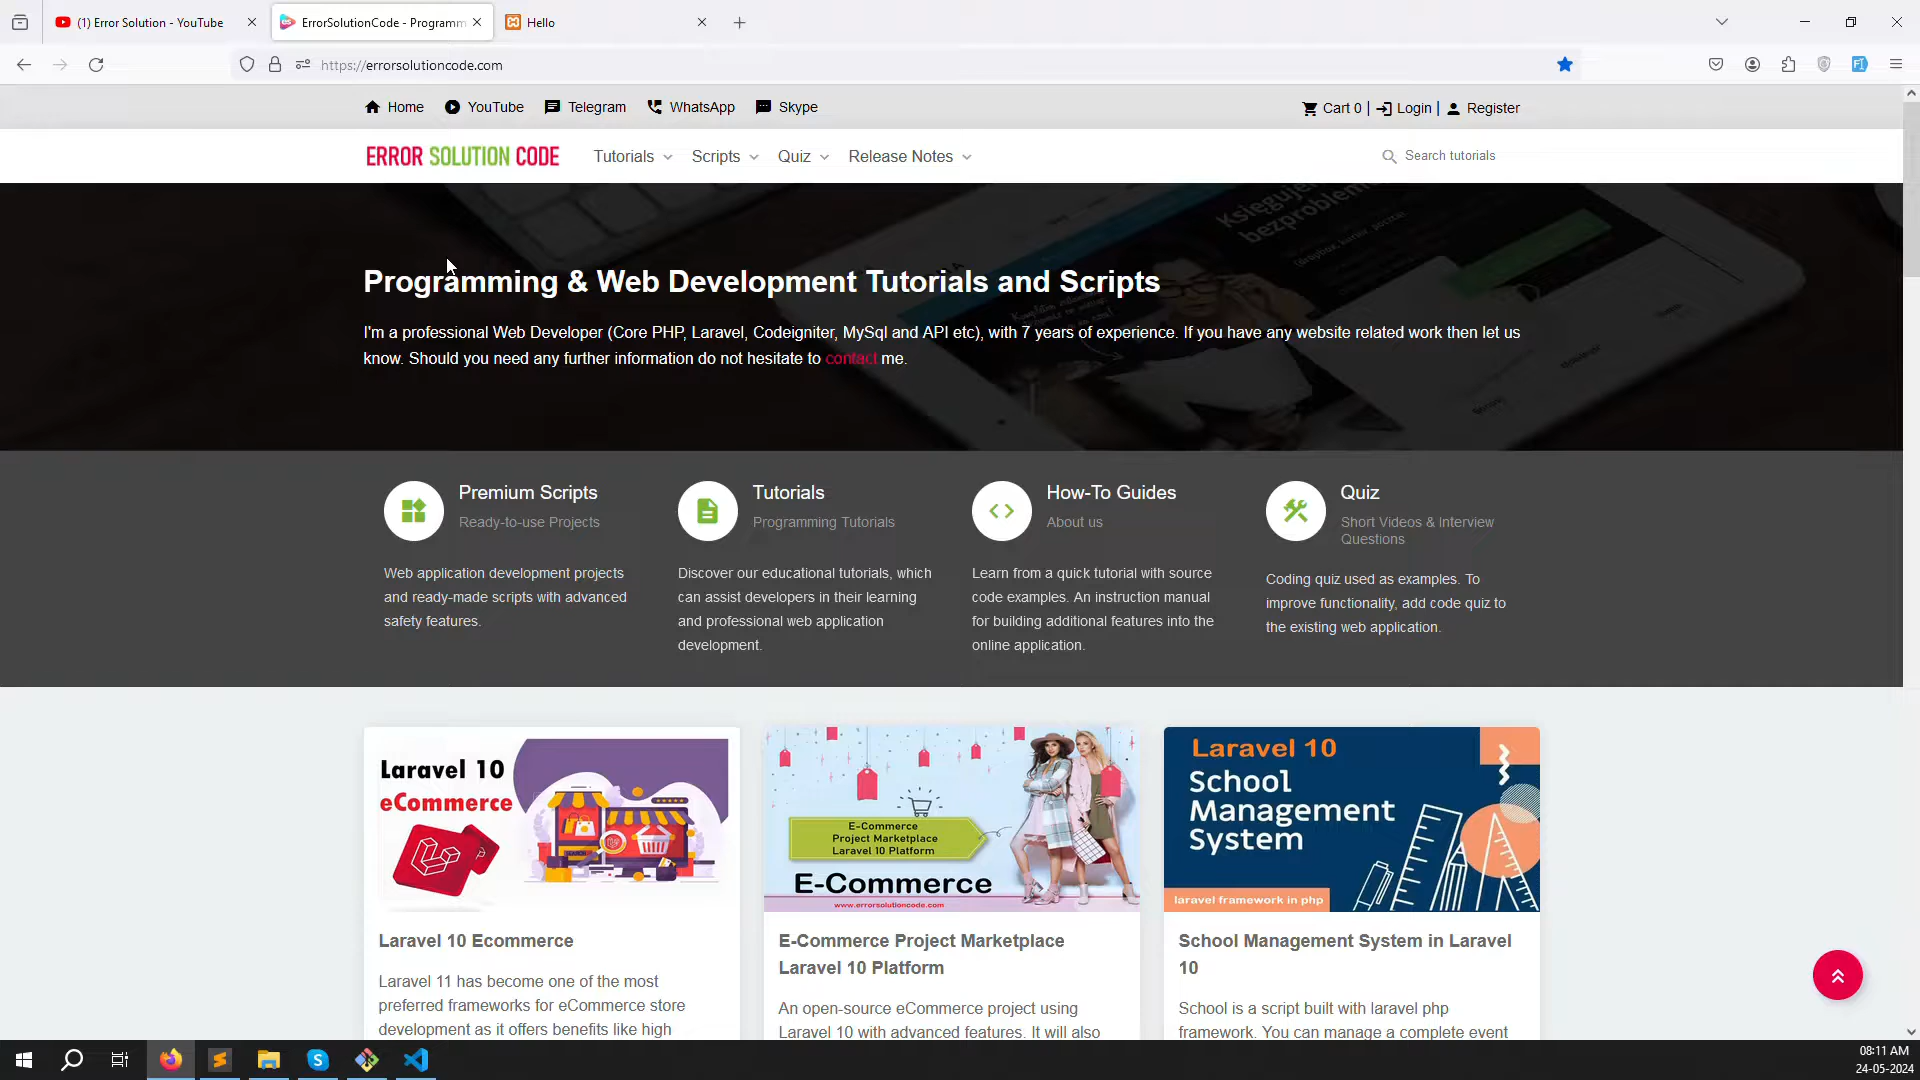 (1) Error Solution - YouTube
ErrorSolutionCode - Programm
Hello
https://errorsolutioncode.com
Home
YouTube
Telegram
WhatsApp
Skype
Cart 0 | Login | Register
ERROR SOLUTION CODE
Tutorials
Scripts
Quiz
Release Notes
Search tutorials
Księgujesz
bezproblem
Programming & Web Development Tutorials and Scripts
I'm a professional Web Developer (Core PHP, Laravel, Codeigniter, MySql and API etc), with 7 years of experience. If you have any website related work then let us
know. Should you need any further information do not hesitate to contact me.
Premium Scripts
Ready-to-use Projects
Web application development projects
and ready-made scripts with advanced
safety features.
Tutorials
Programming Tutorials
Discover our educational tutorials, which
can assist developers in their learning
and professional web application
development.
How-To Guides
About us
Learn from a quick tutorial with source
code examples. An instruction manual
for building additional features into the
online application.
Quiz
Short Videos & Interview
Questions
Coding quiz used as examples. To
improve functionality, add code quiz to
the existing web application.
Laravel 10
eCommerce
Laravel 10 Ecommerce
Laravel 11 has become one of the most
preferred frameworks for eCommerce store
development as it offers benefits like high
E-Commerce
Project Marketplace
Laravel 10 Platform
E-Commerce
www.errorsolutioncode.com
E-Commerce Project Marketplace
Laravel 10 Platform
An open-source eCommerce project using
Laravel 10 with advanced features. It will also
Laravel 10
School
Management
System
laravel framework in php
School Management System in Laravel
10
School is a script built with laravel php
framework. You can manage a complete event
08:11 AM
24-05-2024